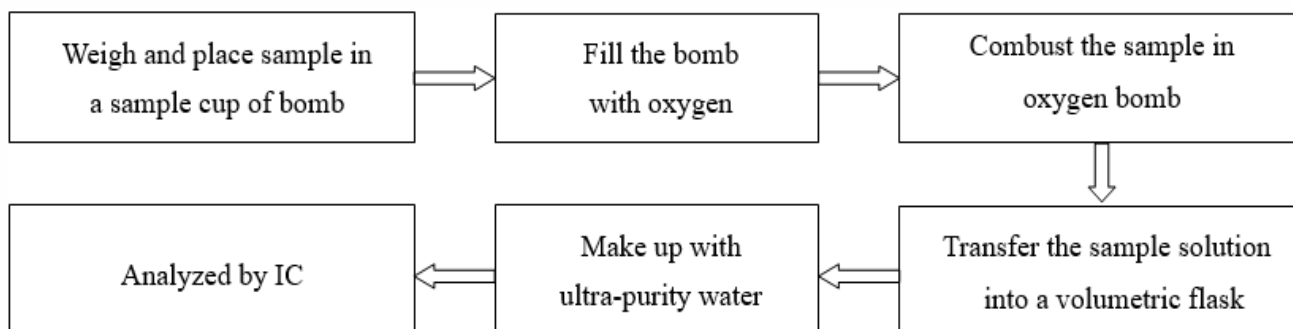 Weigh and place sample in
a sample cup of bomb
Fill the bomb
with oxygen
Combust the sample in
oxygen bomb
Transfer the sample solution
into a volumetric flask
Make up with
ultra-purity water
Analyzed by IC